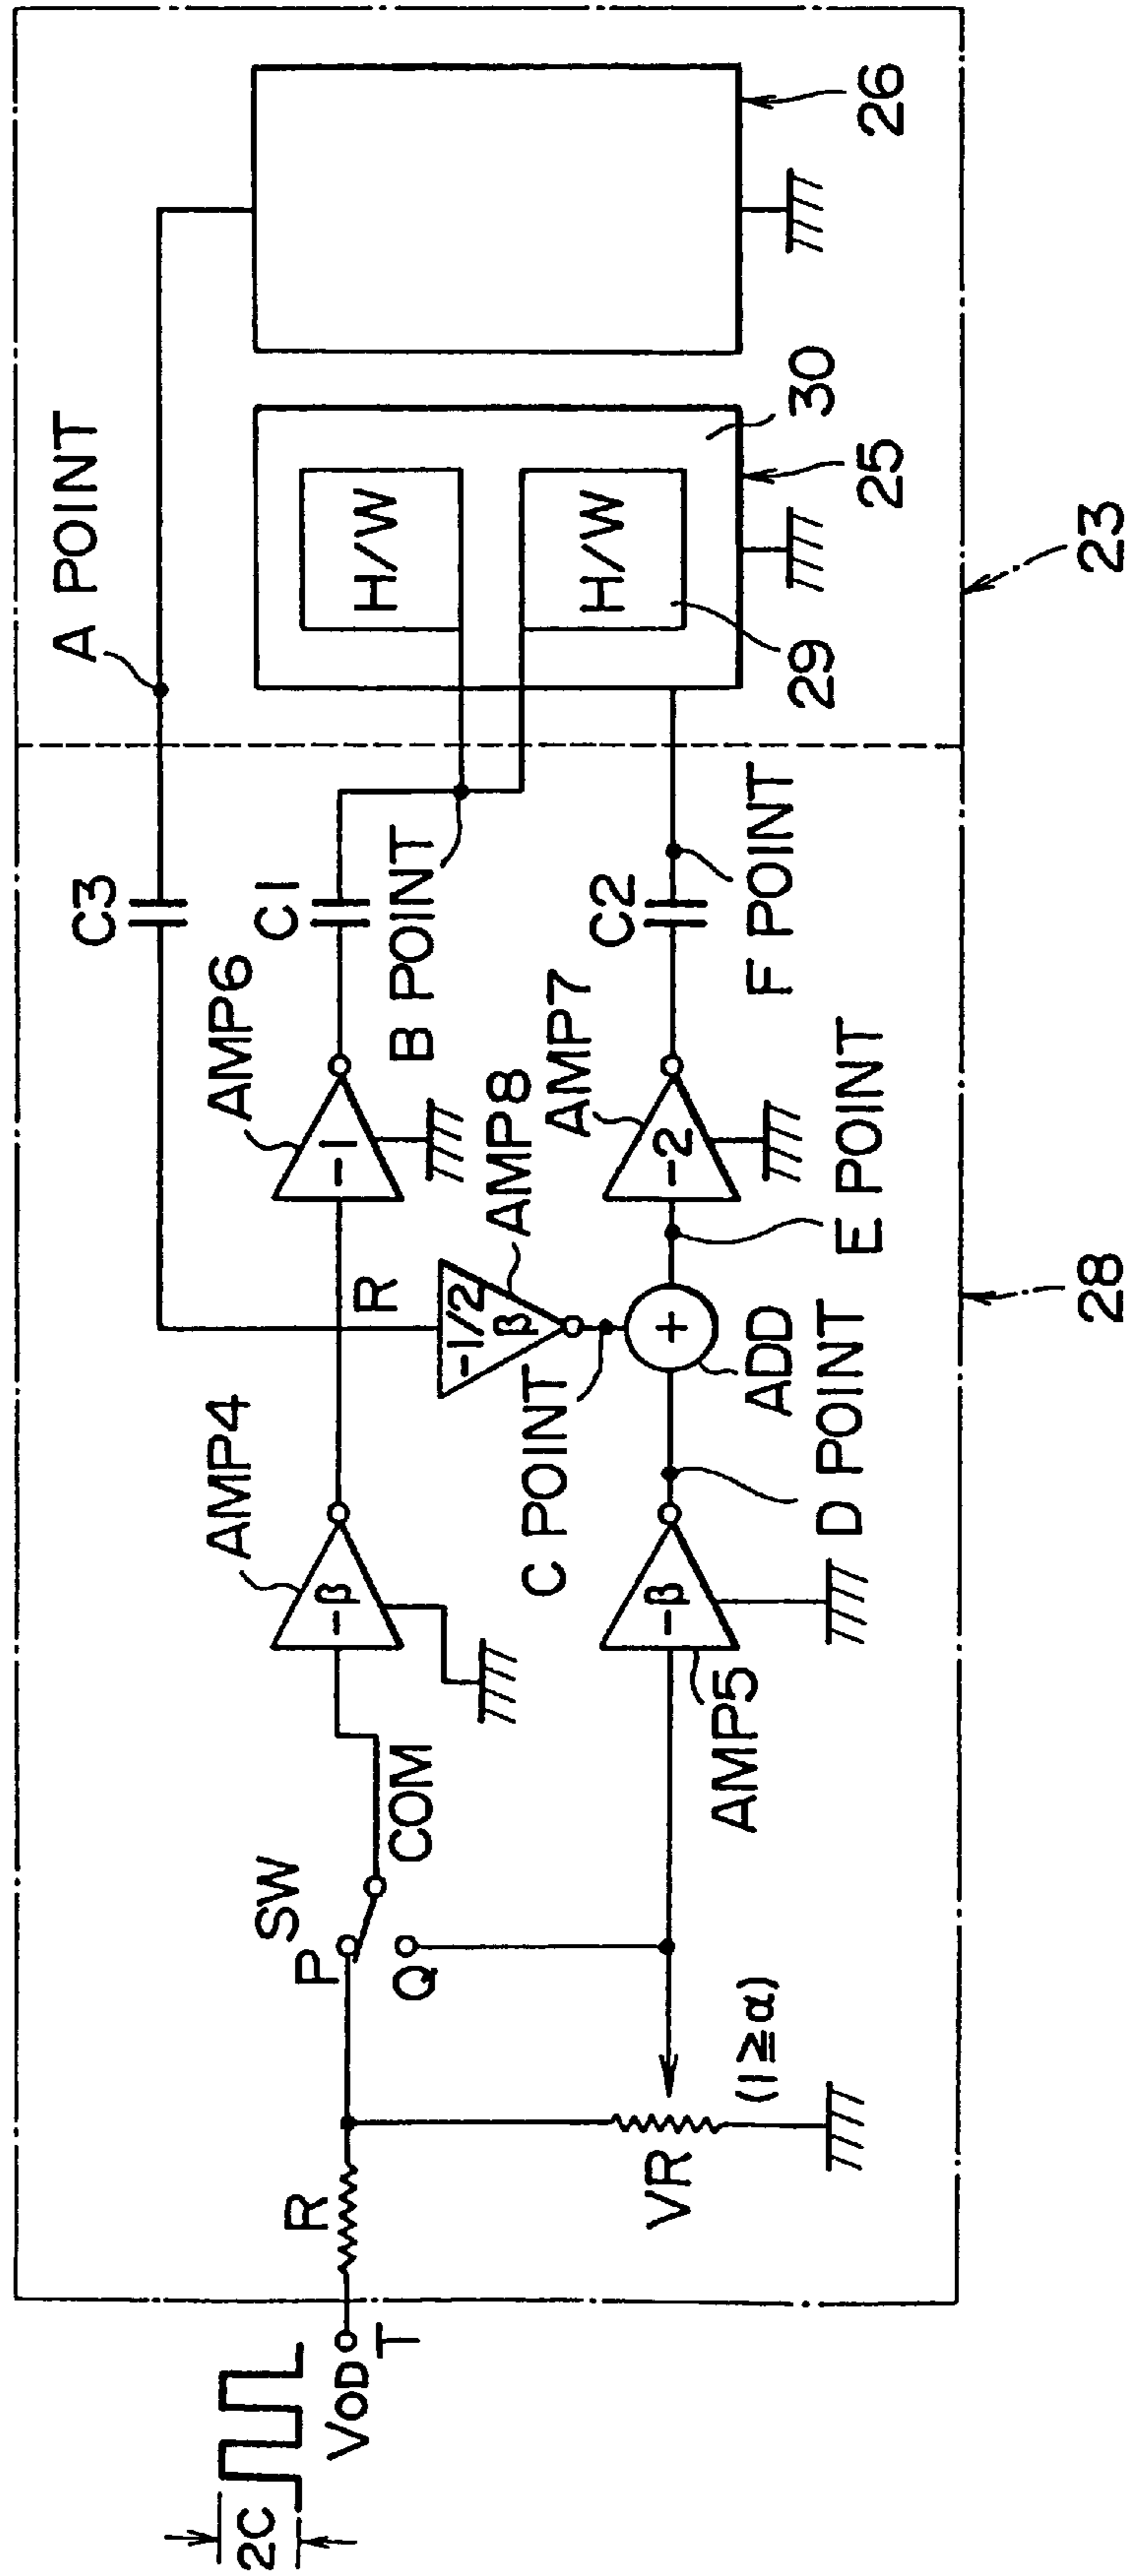 2C
VOD
T
R
VR
(1≧α)
P
SW
Q
COM
AMP4
-β
AMP5
-β
R
C POINT
D POINT
ADD
+
-1/2
β
AMP8
AMP6
-1
AMP7
-2
E POINT
C3
C1
B POINT
C2
F POINT
A POINT
H/W
H/W
29
25
30
26
28
23